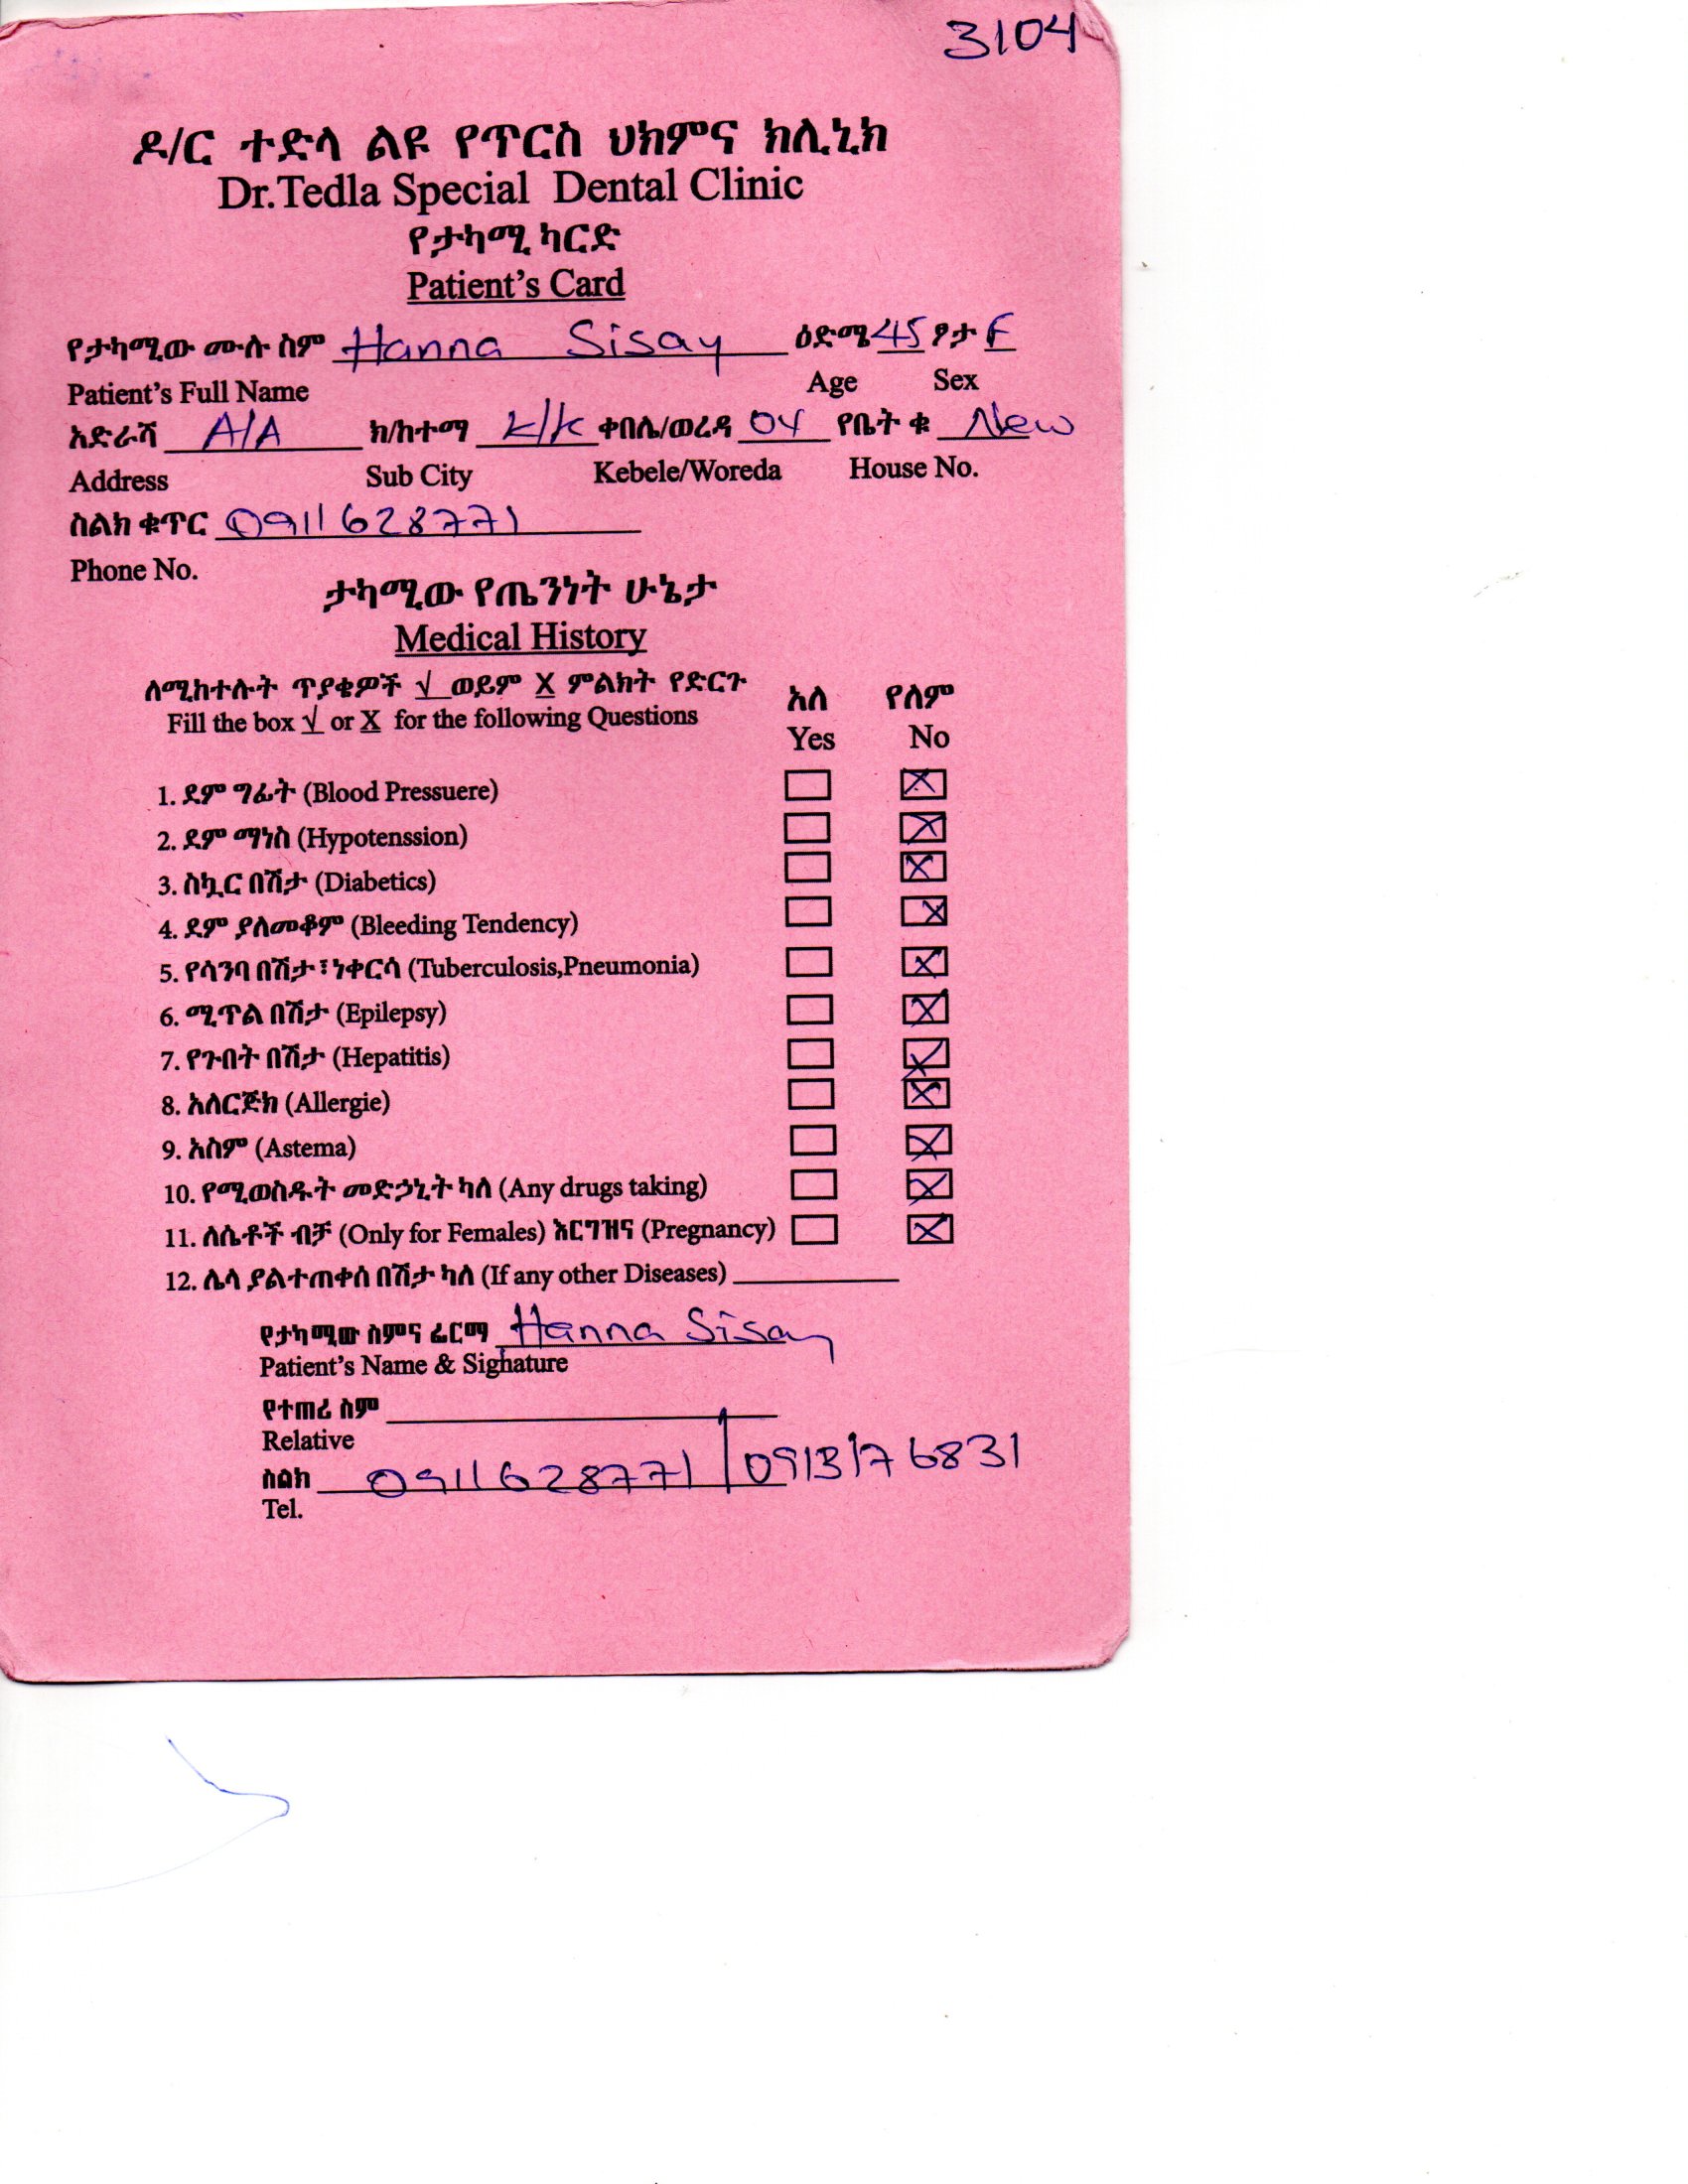 3104
ዶ/ር ተድላ ልዩ የጥርስ ህክምና ክሊኒክ
Dr.Tedla Special Dental Clinic
የታካሚ ካርድ
Patient's Card
የታካሚው ሙሉ ስም Hanna Sisay ዕድሜ 45 ፆታ F
Patient's Full Name Age Sex
አድራሻ A/A ክ/ከተማ k/k ቀበሌ/ወረዳ 04 የቤት ቁ New
Address Sub City Kebele/Woreda House No.
ስልክ ቁጥር 0911628771
Phone No.
ታካሚው የጤንነት ሁኔታ
Medical History
ለሚከተሉት ጥያቄዎች √ ወይም X ምልክት የድርጉ አለ የለም
Fill the box √ or X for the following Questions Yes No
1. ደም ግፊት (Blood Pressuere) X
2. ደም ማነስ (Hypotenssion) X
3. ስኳር በሽታ (Diabetics) X
4. ደም ያለመቆም (Bleeding Tendency) X
5. የሳንባ በሽታ፣ነቀርሳ (Tuberculosis,Pneumonia) X
6. ሚጥል በሽታ (Epilepsy) X
7. የጉበት በሽታ (Hepatitis) X
8. አለርጅክ (Allergie) X
9. አስም (Astema) X
10. የሚወስዱት መድኃኒት ካለ (Any drugs taking) X
11. ለሴቶች ብቻ (Only for Females) እርግዝና (Pregnancy) X
12. ሌላ ያልተጠቀሰ በሽታ ካለ (If any other Diseases)
የታካሚው ስምና ፊርማ Hanna Sisay
Patient's Name & Sighature
የተጠሪ ስም
Relative
ስልክ 0911628771/0913176831
Tel.